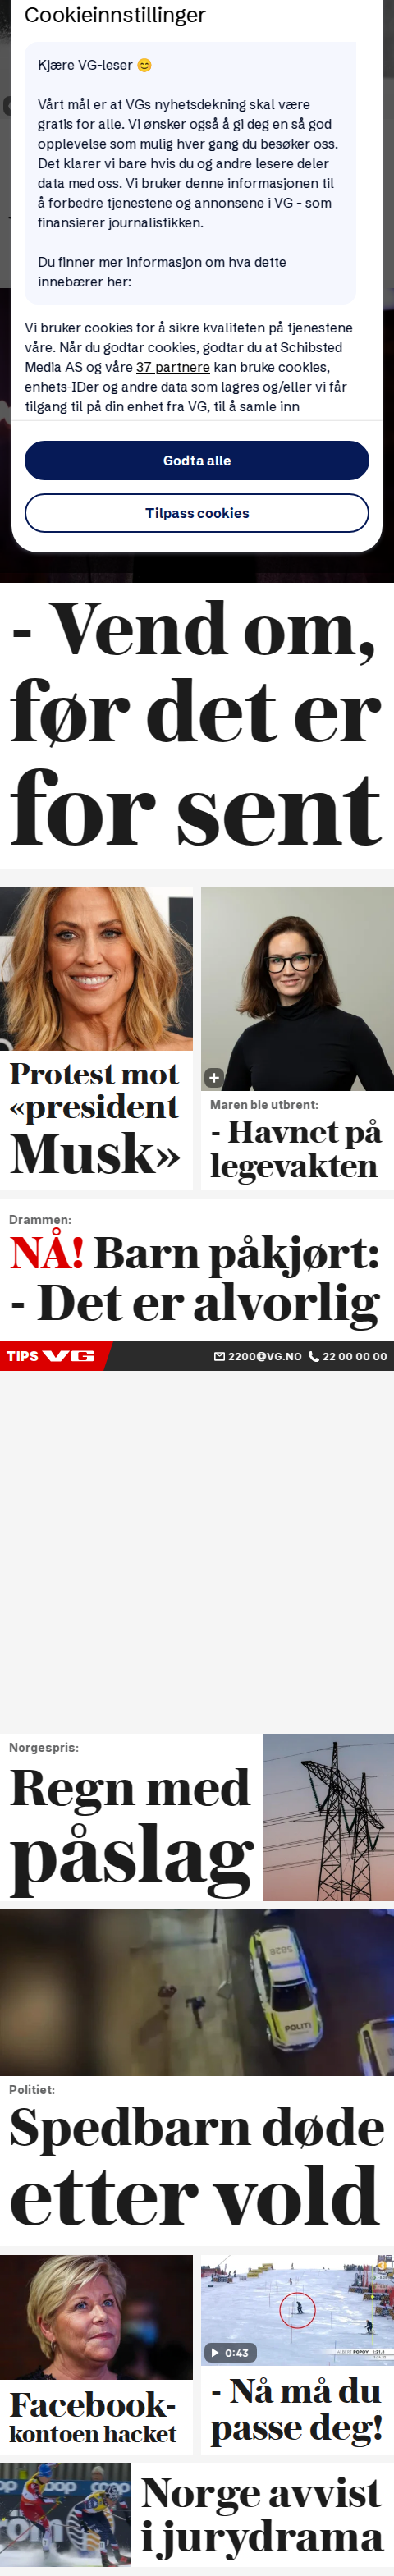 Cookieinnstillinger
Kjære VG-leser 😊
Vårt mål er at VGs nyhetsdekning skal være
gratis for alle. Vi ønsker også å gi deg en så god
opplevelse som mulig hver gang du besøker oss.
Det klarer vi bare hvis du og andre lesere deler
data med oss. Vi bruker denne informasjonen til
å forbedre tjenestene og annonsene i VG - som
finansierer journalistikken.
Du finner mer informasjon om hva dette
innebærer her:
Vi bruker cookies for å sikre kvaliteten på tjenestene
våre. Når du godtar cookies, godtar du at Schibsted
Media AS og våre 37 partnere kan bruke cookies,
enhets-IDer og andre data som lagres og/eller vi får
tilgang til på din enhet fra VG, til å samle inn
Godta alle
Tilpass cookies
- Vend om,
før det er
for sent
Protest mot
«president
Musk»
Maren ble utbrent:
- Havnet på
legevakten
Drammen:
NÅ! Barn påkjørt:
- Det er alvorlig
TIPS VG
2200@VG.NO 22 00 00 00
Norgespris:
Regn med
påslag
POLITI
Politiet:
Spedbarn døde
etter vold
Facebook-
kontoen hacket
0:43
- Nå må du
passe deg!
Norge avvist
i jurydrama